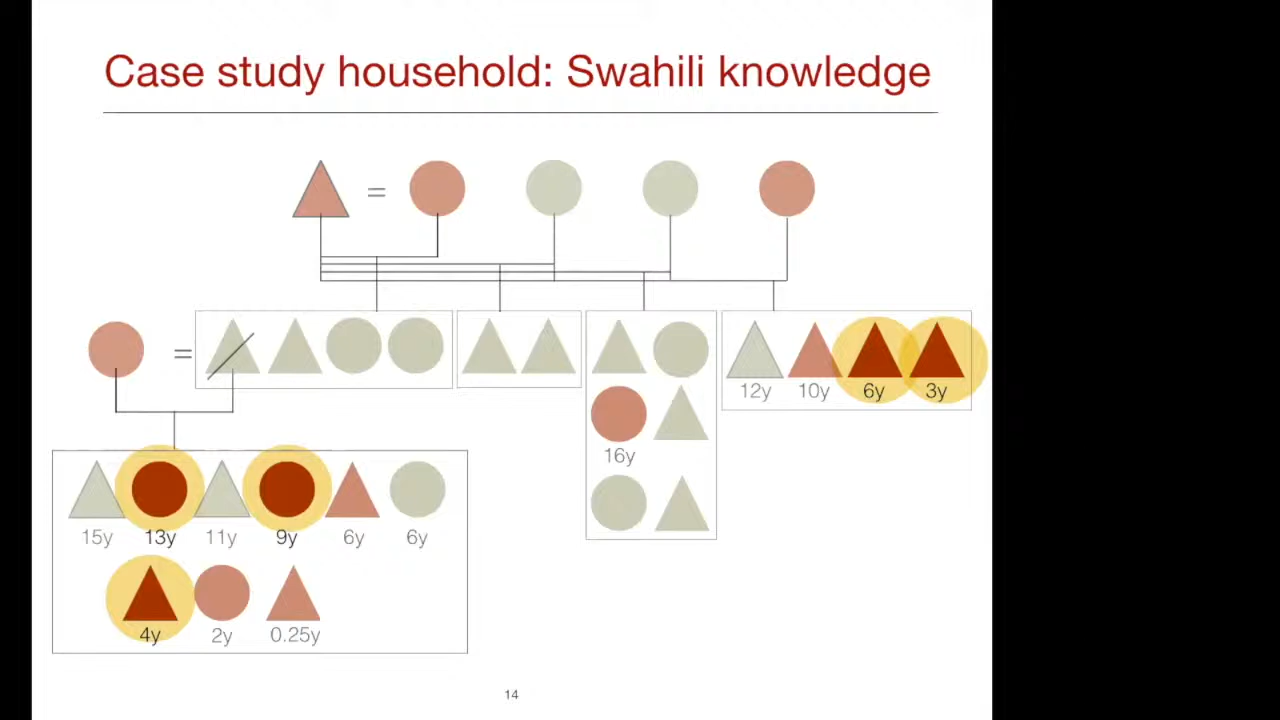 Case study household: Swahili knowledge
=
=
12y 10y 6y 3y
16y
15y 13y 11y 9y 6y 6y
4y 2y 0.25y
14